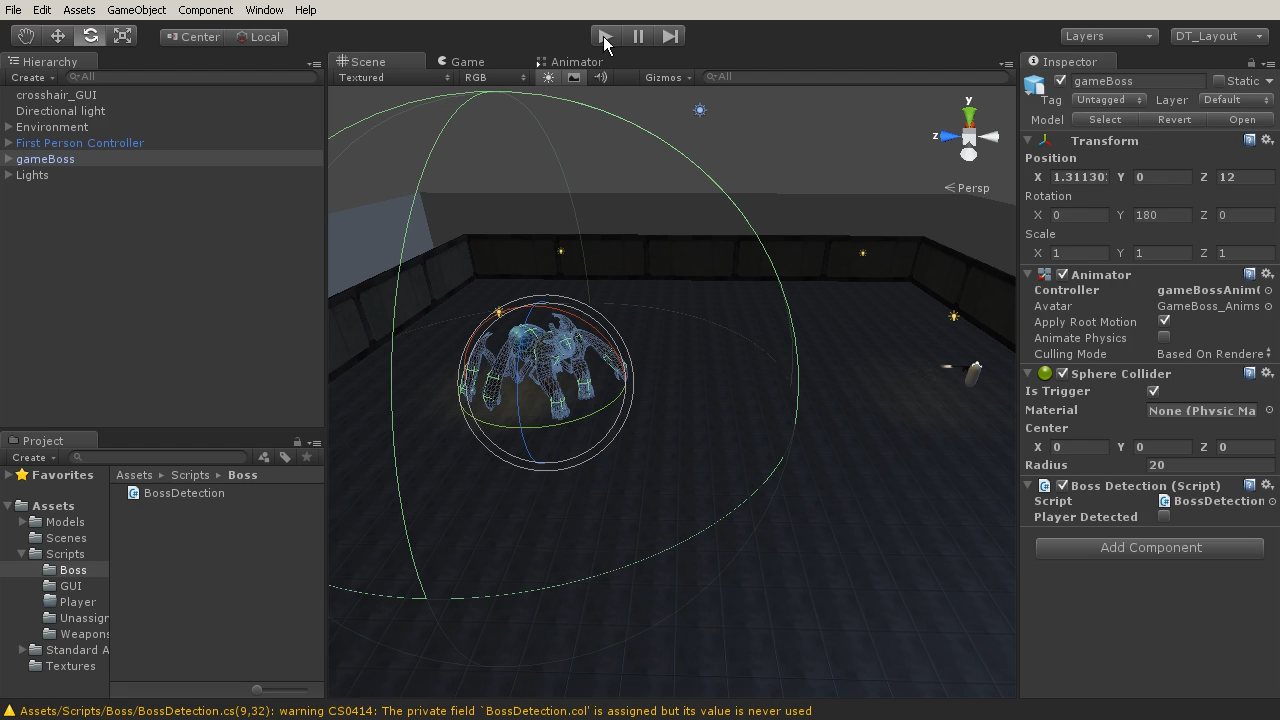 File Edit Assets GameObject Component Window Help
Center Local
Layers DT_Layout
Hierarchy
Create All
crosshair_GUI
Directional light
Environment
First Person Controller
gameBoss
Lights
Scene Game Animator
Textured RGB Gizmos All
y
z
Persp
Project
Create
Favorites
Assets
Models
Scenes
Scripts
Boss
GUI
Player
Unassigr
Weapons
Standard A
Textures
Assets Scripts Boss
BossDetection
Inspector
gameBoss Static
Tag Untagged Layer Default
Model Select Revert Open
Transform
Position
X 1.31130 Y 0 Z 12
Rotation
X 0 Y 180 Z 0
Scale
X 1 Y 1 Z 1
Animator
Controller gameBossAnim(
Avatar GameBoss_Anims
Apply Root Motion
Animate Physics
Culling Mode Based On Rendere
Sphere Collider
Is Trigger
Material None (Physic Ma
Center
X 0 Y 0 Z 0
Radius 20
Boss Detection (Script)
Script BossDetection
Player Detected
Add Component
Assets/Scripts/Boss/BossDetection.cs(9,32): warning CS0414: The private field `BossDetection.col' is assigned but its value is never used